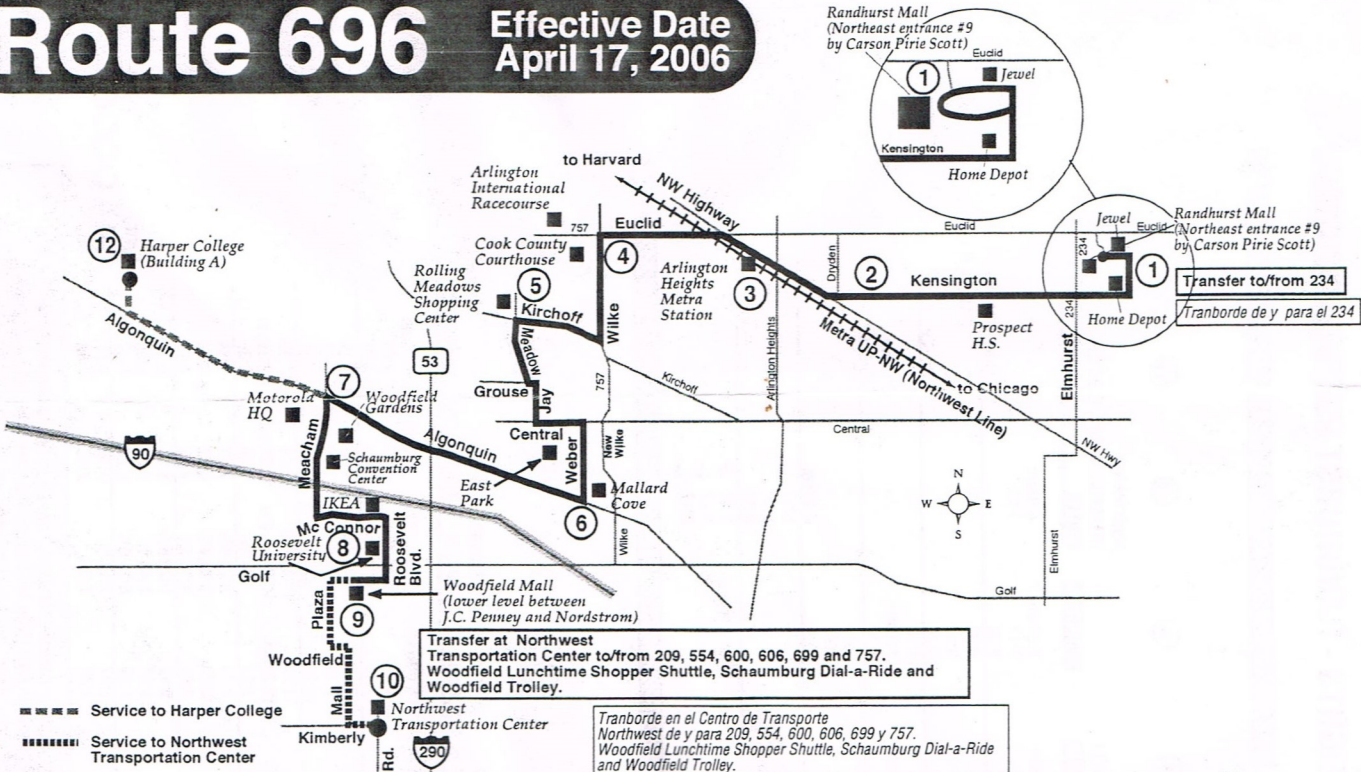 Route 696
Effective Date
April 17, 2006
Randhurst Mall
(Northeast entrance #9
by Carson Pirie Scott)
Euclid
1
Jewel
Kensington
Home Depot
to Harvard
NW Highway
Arlington
International
Racecourse
757
Euclid
Euclid
Jewel
Euclid
Randhurst Mall
(Northeast entrance #9
by Carson Pirie Scott)
234
1
Transfer to/from 234
Tranborde de y para el 234
Home Depot
12
Harper College
(Building A)
Cook County
Courthouse
4
Rolling
Meadows
Shopping
Center
5
Kirchoff
Wilke
Arlington
Heights
Metra
Station
3
Dryden
2
Kensington
234
Prospect
H.S.
Elmhurst
Algonquin
53
Meadow
757
Kirchoff
Arlington Heights
Metra UP-NW (Northwest Line)
to Chicago
Grouse
Jay
7
Motorola
HQ
Woodfield
Gardens
Algonquin
Central
Central
NW Hwy
90
Meacham
Schaumburg
Convention
Center
East
Park
Weber
New
Wilke
Mallard
Cove
N
W
E
S
IKEA
6
Mc Connor
Roosevelt
University
8
Roosevelt
Blvd.
Wilke
Elmhurst
Golf
Golf
Plaza
9
Woodfield Mall
(lower level between
J.C. Penney and Nordstrom)
Transfer at Northwest
Transportation Center to/from 209, 554, 600, 606, 699 and 757.
Woodfield Lunchtime Shopper Shuttle, Schaumburg Dial-a-Ride and
Woodfield Trolley.
Woodfield
Mall
10
Northwest
Transportation Center
Kimberly
Rd.
290
Service to Harper College
Service to Northwest
Transportation Center
Tranborde en el Centro de Transporte
Northwest de y para 209, 554, 600, 606, 699 y 757.
Woodfield Lunchtime Shopper Shuttle, Schaumburg Dial-a-Ride
and Woodfield Trolley.